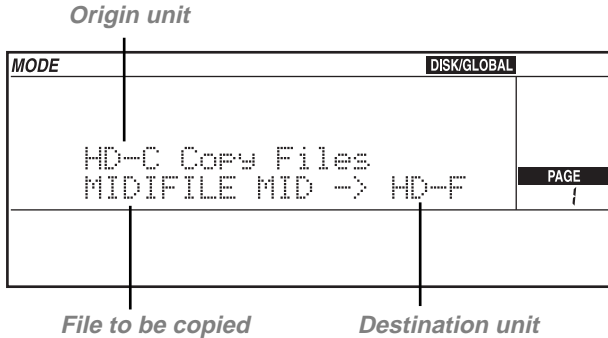 Origin unit
MODE DISK/GLOBAL
HD-C Copy Files
MIDIFILE MID -> HD-F
PAGE
1
File to be copied Destination unit